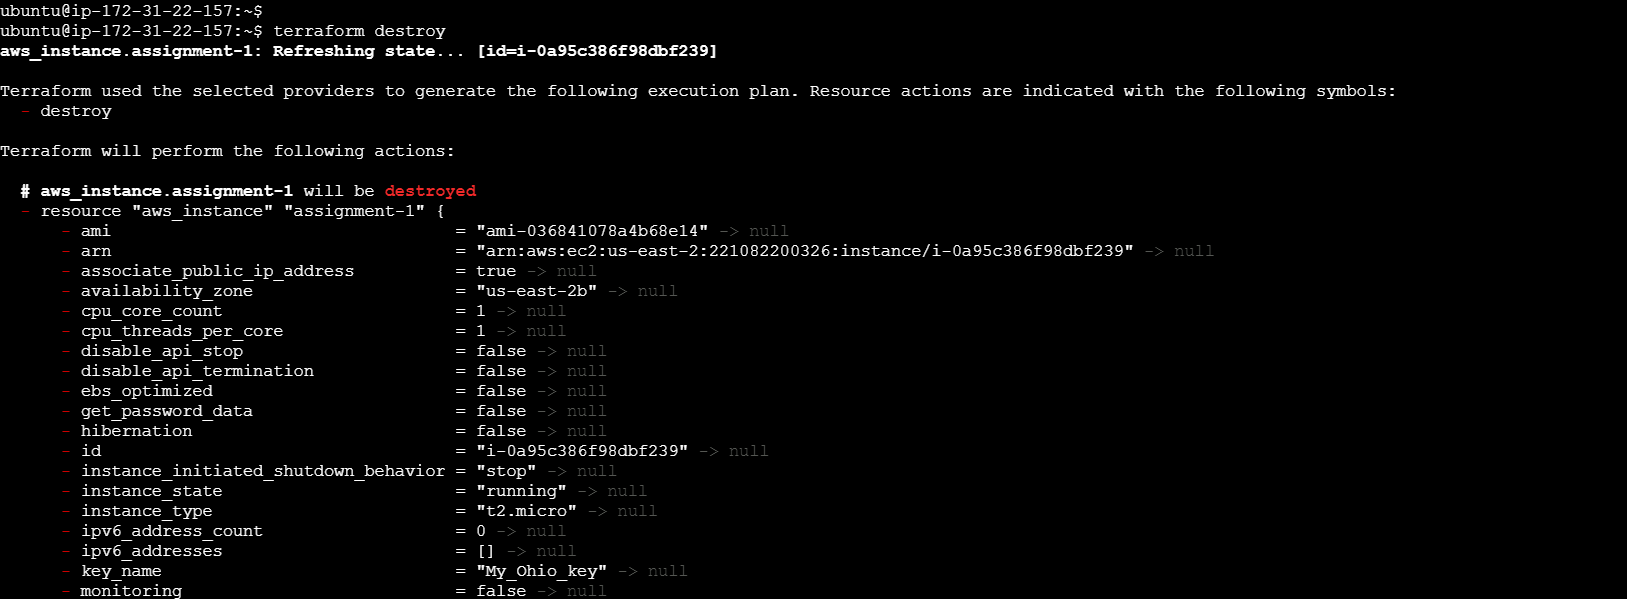 ubuntu@ip-172-31-22-157:~$
ubuntu@ip-172-31-22-157:~$ terraform destroy
aws_instance.assignment-1: Refreshing state... [id=i-0a95c386f98dbf239]

Terraform used the selected providers to generate the following execution plan. Resource actions are indicated with the following symbols:
  - destroy

Terraform will perform the following actions:

  # aws_instance.assignment-1 will be destroyed
  - resource "aws_instance" "assignment-1" {
      - ami                                  = "ami-036841078a4b68e14" -> null
      - arn                                  = "arn:aws:ec2:us-east-2:221082200326:instance/i-0a95c386f98dbf239" -> null
      - associate_public_ip_address          = true -> null
      - availability_zone                    = "us-east-2b" -> null
      - cpu_core_count                       = 1 -> null
      - cpu_threads_per_core                 = 1 -> null
      - disable_api_stop                     = false -> null
      - disable_api_termination              = false -> null
      - ebs_optimized                        = false -> null
      - get_password_data                    = false -> null
      - hibernation                          = false -> null
      - id                                   = "i-0a95c386f98dbf239" -> null
      - instance_initiated_shutdown_behavior = "stop" -> null
      - instance_state                       = "running" -> null
      - instance_type                        = "t2.micro" -> null
      - ipv6_address_count                   = 0 -> null
      - ipv6_addresses                       = [] -> null
      - key_name                             = "My_Ohio_key" -> null
      - monitoring                           = false -> null